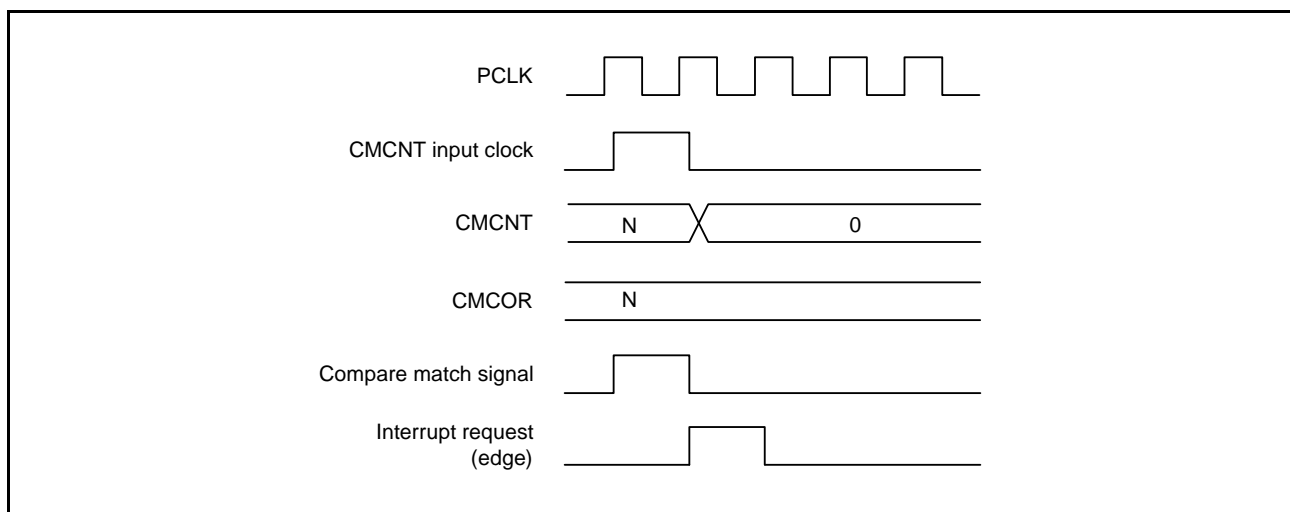 PCLK
CMCNT input clock
CMCNT
N
0
CMCOR
N
Compare match signal
Interrupt request
(edge)